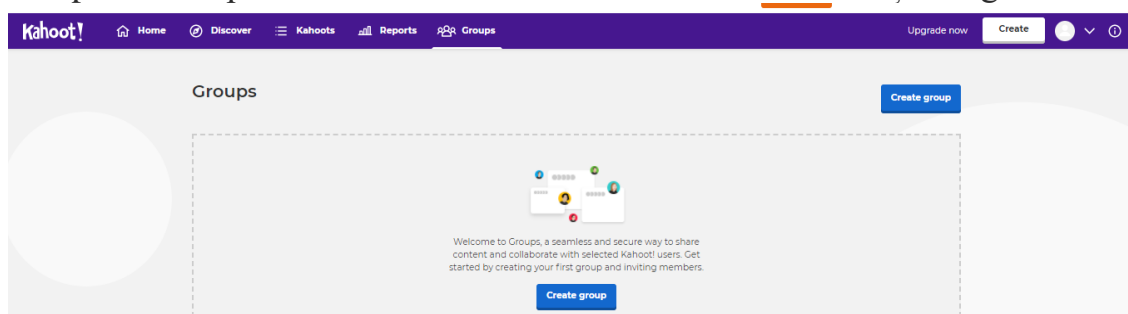 Kahoot! Home Discover Kahoots Reports Groups Upgrade now Create
Groups
Create group
Welcome to Groups, a seamless and secure way to share
content and collaborate with selected Kahoot! users. Get
started by creating your first group and inviting members.
Create group